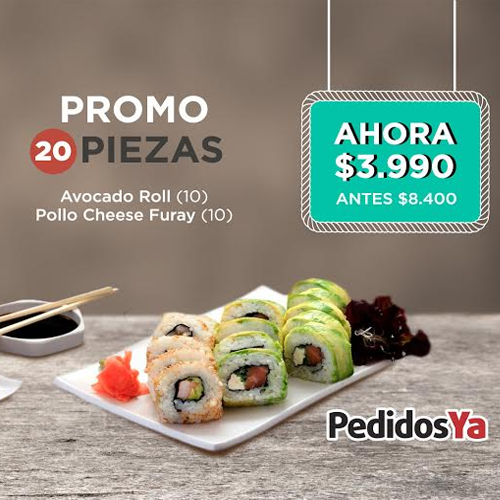 PROMO
20 PIEZAS
Avocado Roll (10)
Pollo Cheese Furay (10)
AHORA
$3.990
ANTES $8.400
PedidosYa